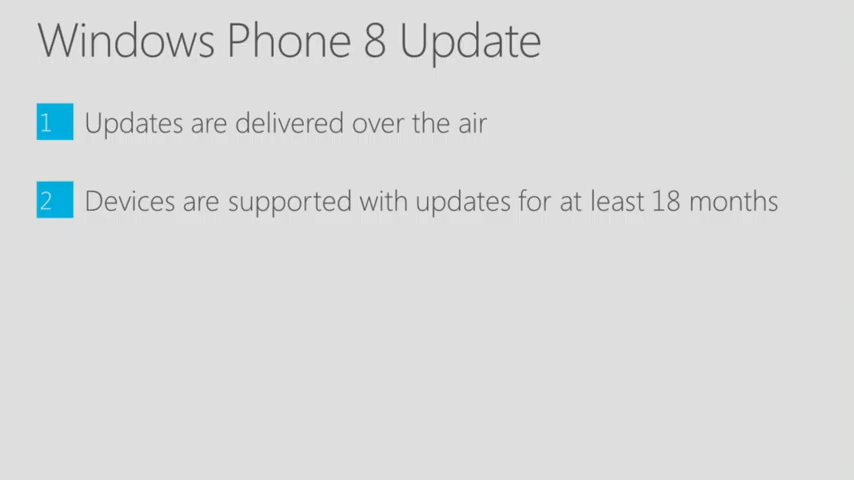 Windows Phone 8 Update
1 Updates are delivered over the air
2 Devices are supported with updates for at least 18 months